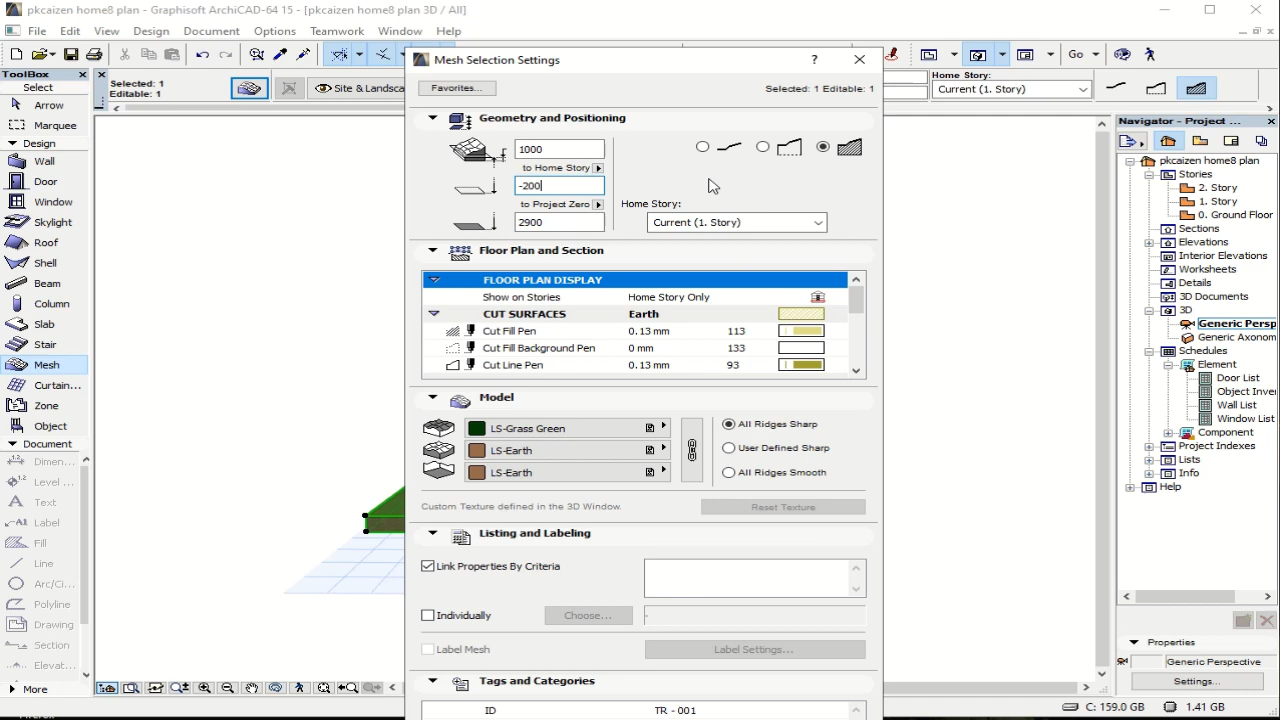 pkcaizen home8 plan - Graphisoft ArchiCAD-64 15 - [pkcaizen home8 plan 3D / All]
File Edit View Design Document Options Teamwork Window Help
Go
ToolBox
Select
Arrow
Marquee
Design
Wall
Door
Window
Skylight
Roof
Shell
Beam
Column
Slab
Stair
Mesh
Curtain...
Zone
Object
Document
Dimen...
Level ...
Text
Label
Fill
Line
Arc/Ci...
Polyline
Drawing
Section
Elevat...
More
Selected: 1
Editable: 1
Site & Landsca
Home Story:
Current (1. Story)
Mesh Selection Settings
?
Favorites...
Selected: 1 Editable: 1
Geometry and Positioning
1000
to Home Story
-200
to Project Zero
2900
Home Story:
Current (1. Story)
Floor Plan and Section
FLOOR PLAN DISPLAY
Show on Stories Home Story Only
CUT SURFACES Earth
Cut Fill Pen 0.13 mm 113
Cut Fill Background Pen 0 mm 133
Cut Line Pen 0.13 mm 93
Model
LS-Grass Green
LS-Earth
LS-Earth
All Ridges Sharp
User Defined Sharp
All Ridges Smooth
Custom Texture defined in the 3D Window.
Reset Texture
Listing and Labeling
Link Properties By Criteria
Individually
Choose...
-
Label Mesh
Label Settings...
Tags and Categories
ID TR - 001
Navigator - Project ...
pkcaizen home8 plan
Stories
2. Story
1. Story
0. Ground Floor
Sections
Elevations
Interior Elevations
Worksheets
Details
3D Documents
3D
Generic Persp
Generic Axonom
Schedules
Element
Door List
Object Inver
Wall List
Window List
Component
Project Indexes
Lists
Info
Help
Properties
Generic Perspective
Settings...
C: 159.0 GB
1.41 GB